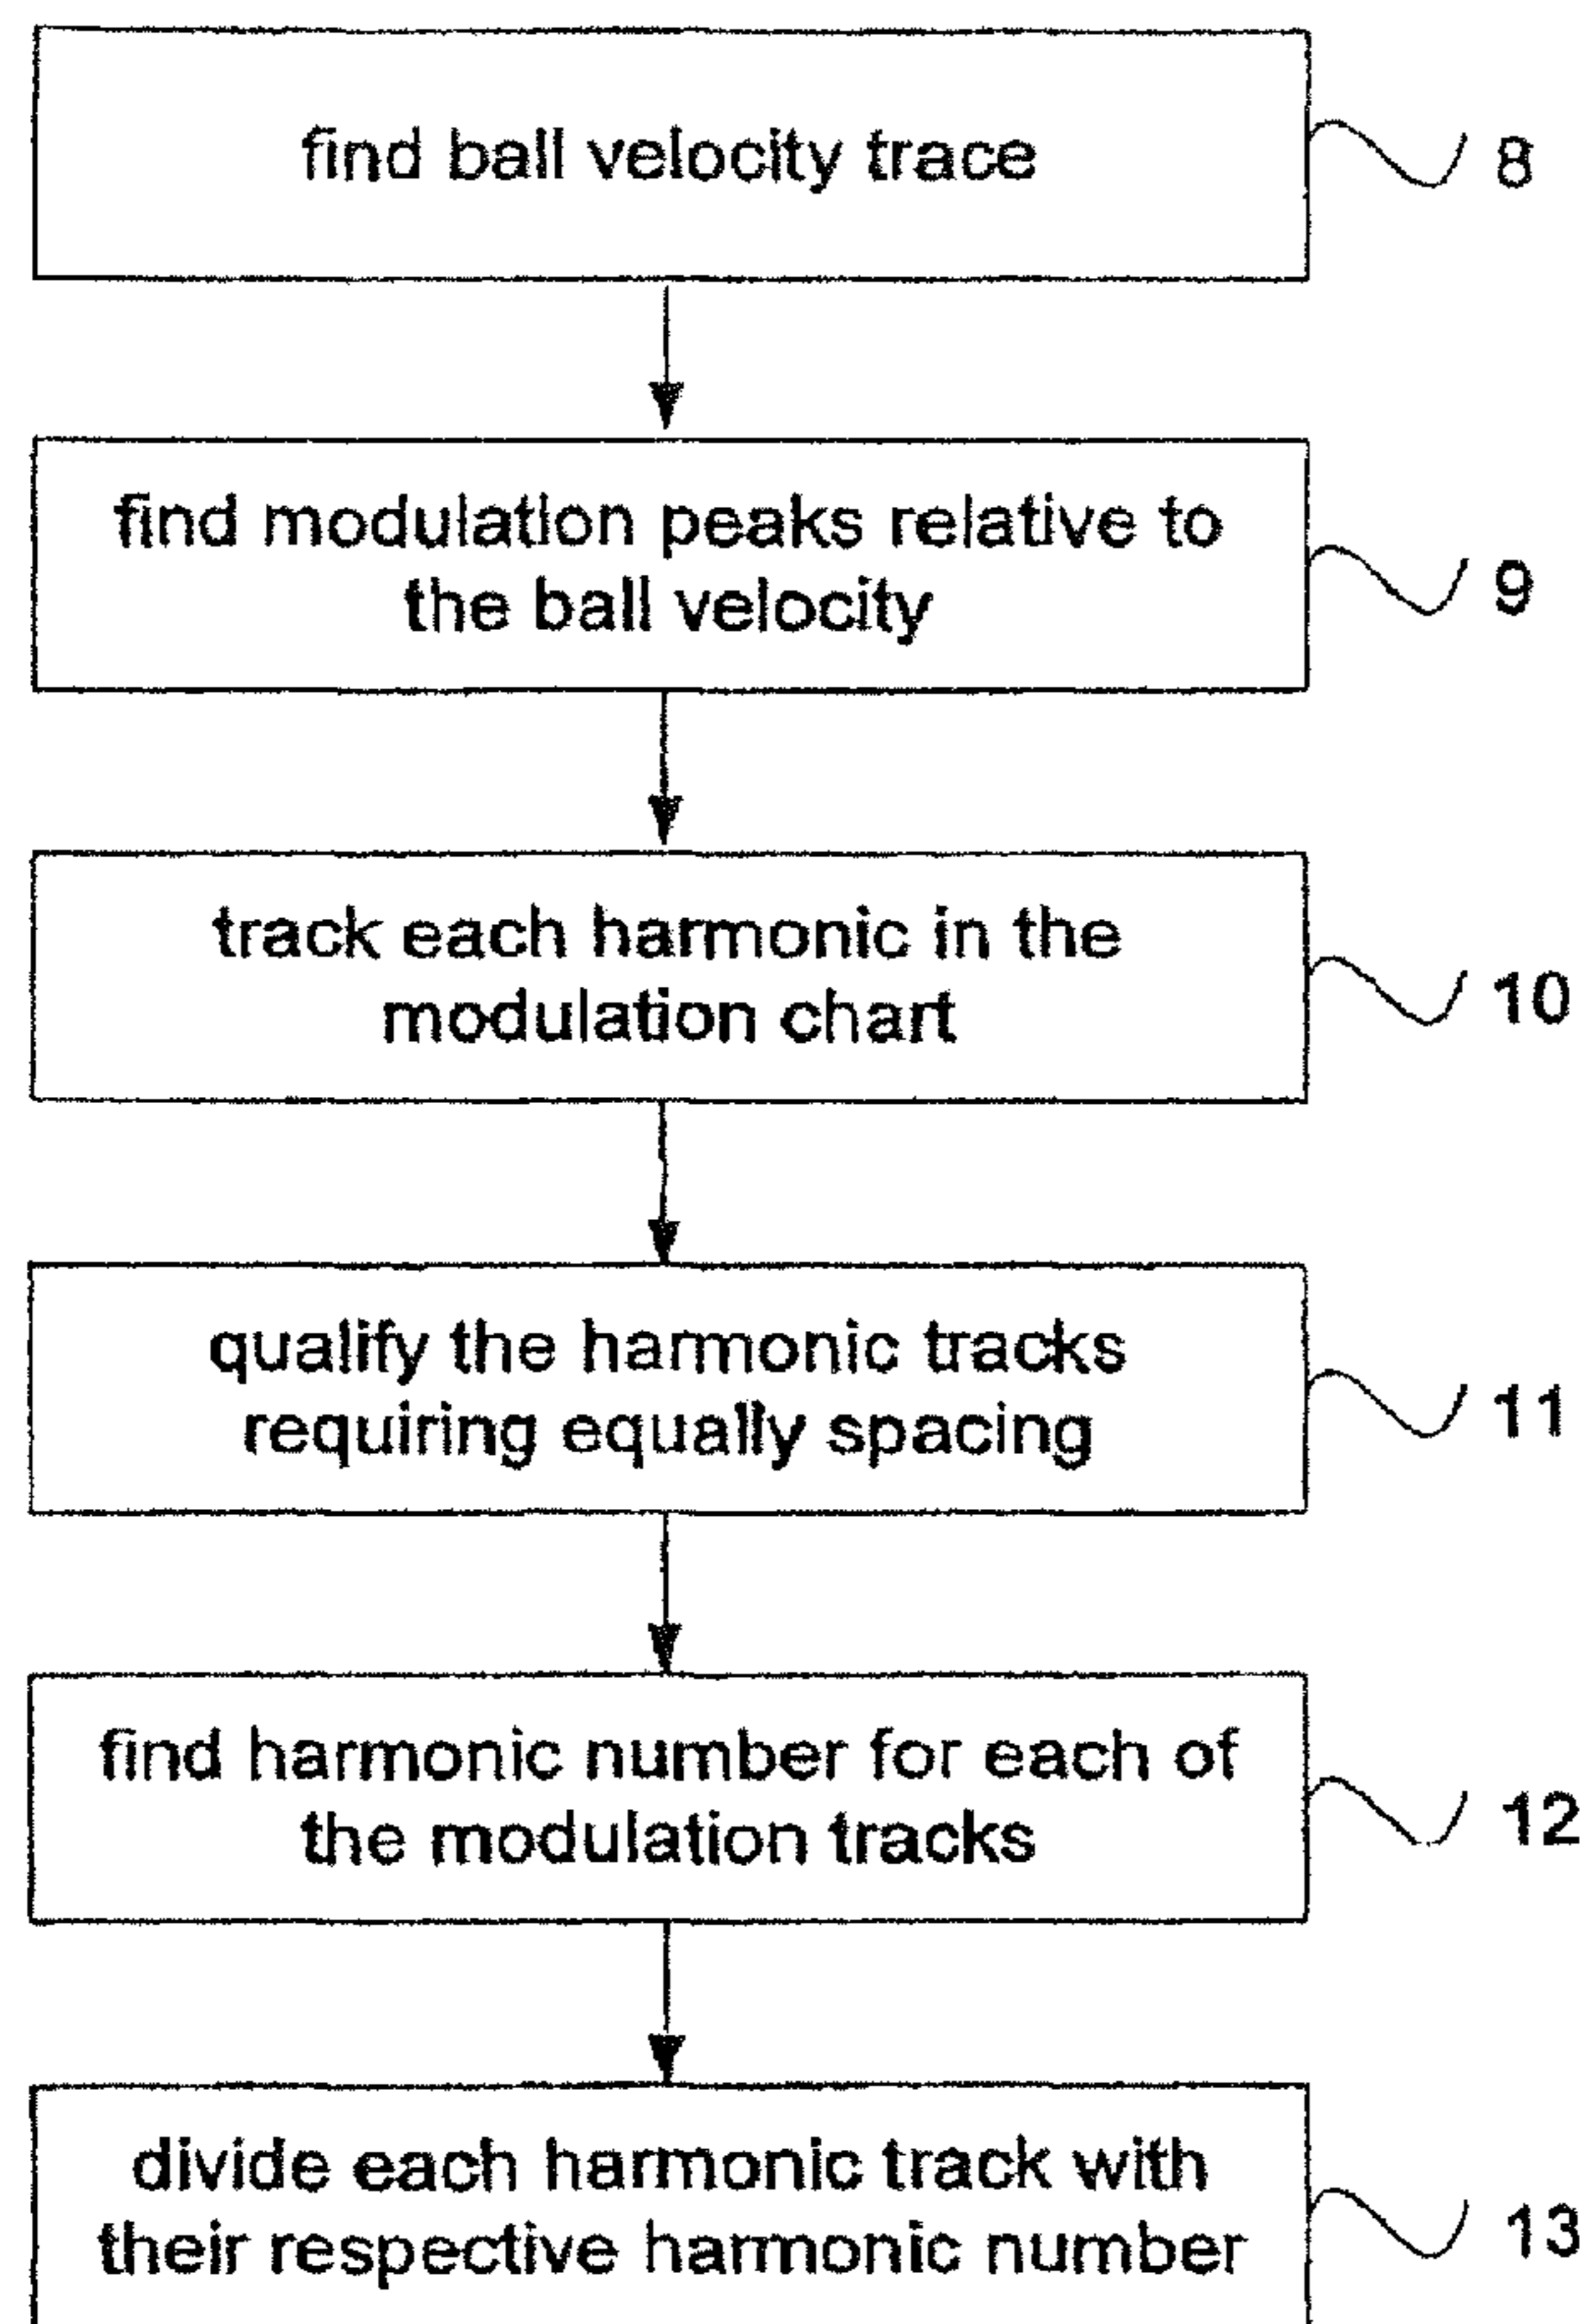 find ball velocity trace
8
find modulation peaks relative to
the ball velocity
9
track each harmonic in the
modulation chart
10
qualify the harmonic tracks
requiring equally spacing
11
find harmonic number for each of
the modulation tracks
12
divide each harmonic track with
their respective harmonic number
13